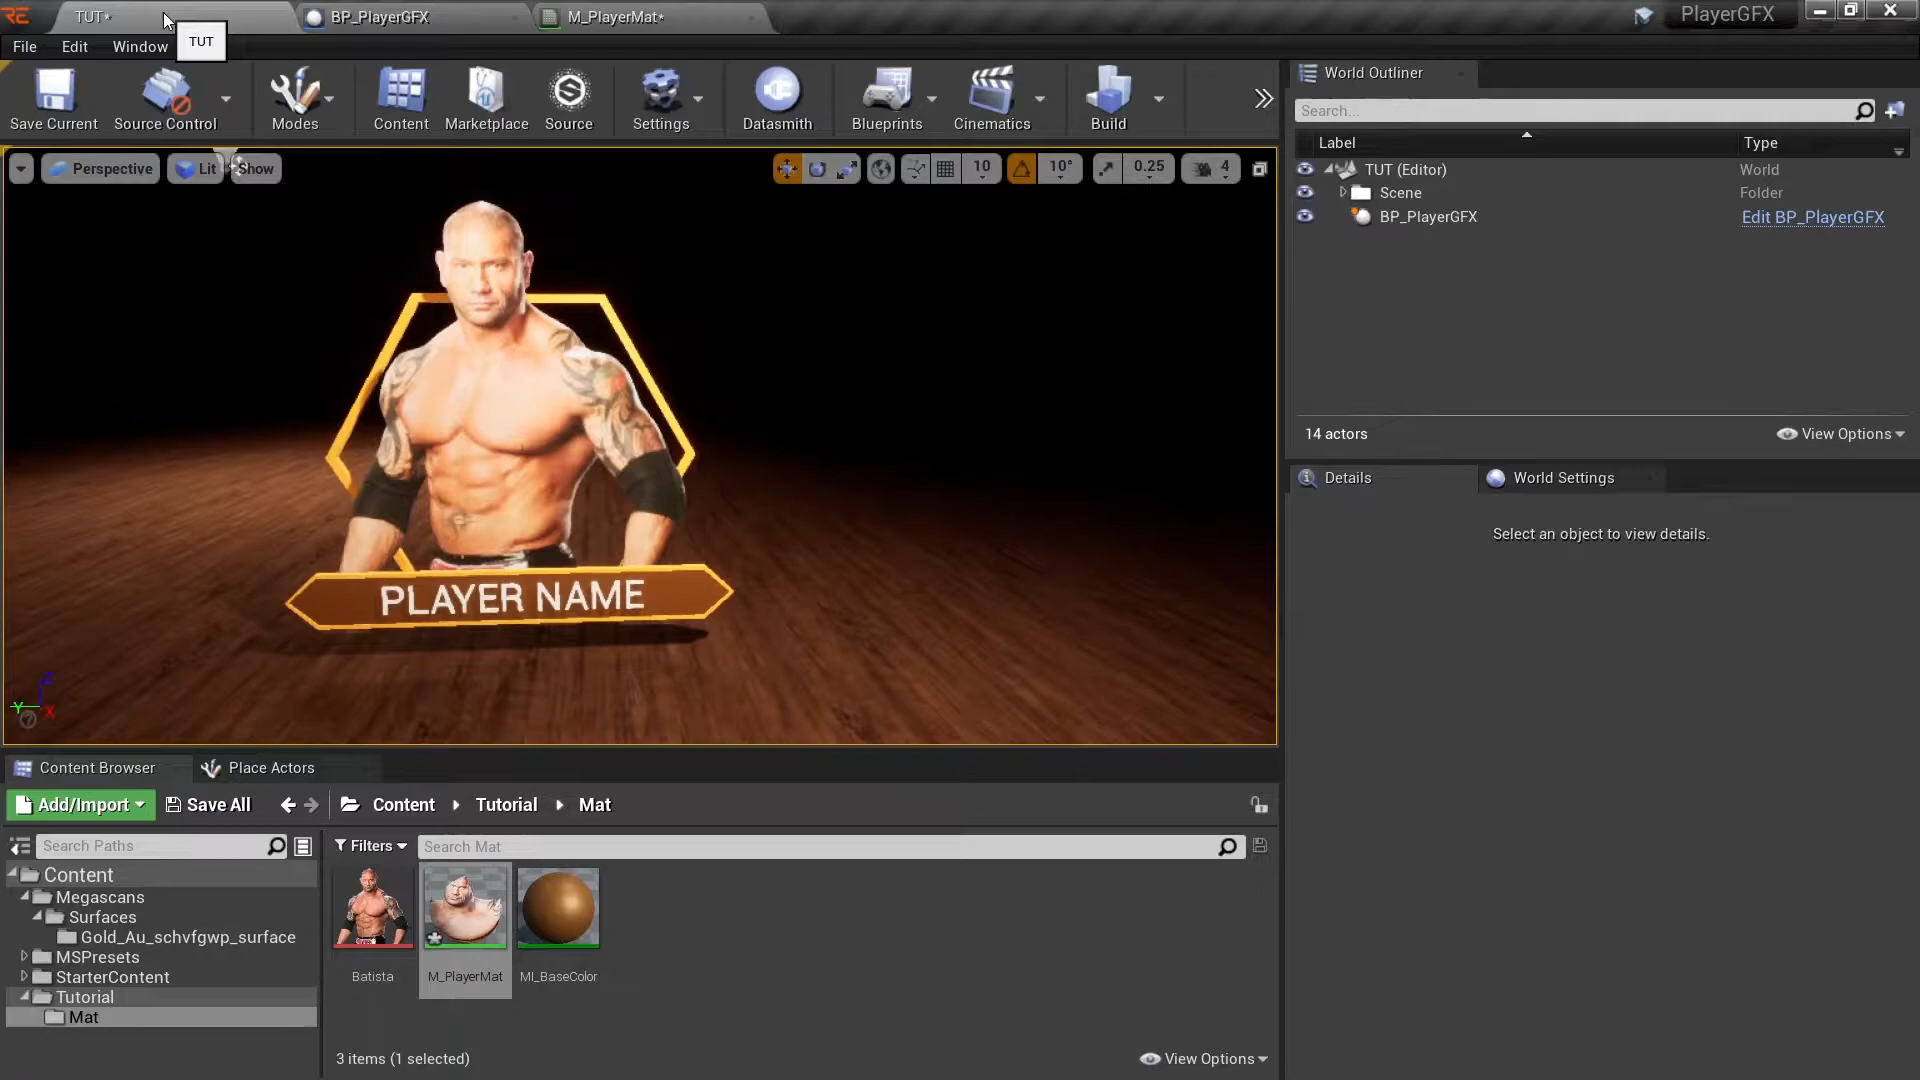 TUT*
BP_PlayerGFX
M_PlayerMat*
PlayerGFX
File
Edit
Window
TUT
Save Current
Source Control
Modes
Content
Marketplace
Source
Settings
Datasmith
Blueprints
Cinematics
Build
Perspective
Lit
Show
10
10°
0.25
4
PLAYER NAME
Z
Y
X
World Outliner
Search...
Label
Type
TUT (Editor)
World
Scene
Folder
BP_PlayerGFX
Edit BP_PlayerGFX
14 actors
View Options
Details
World Settings
Select an object to view details.
Content Browser
Place Actors
Add/Import
Save All
Content
Tutorial
Mat
Search Paths
Filters
Search Mat
Content
Megascans
Surfaces
Gold_Au_schvfgwp_surface
MSPresets
StarterContent
Tutorial
Mat
Batista
M_PlayerMat
MI_BaseColor
3 items (1 selected)
View Options